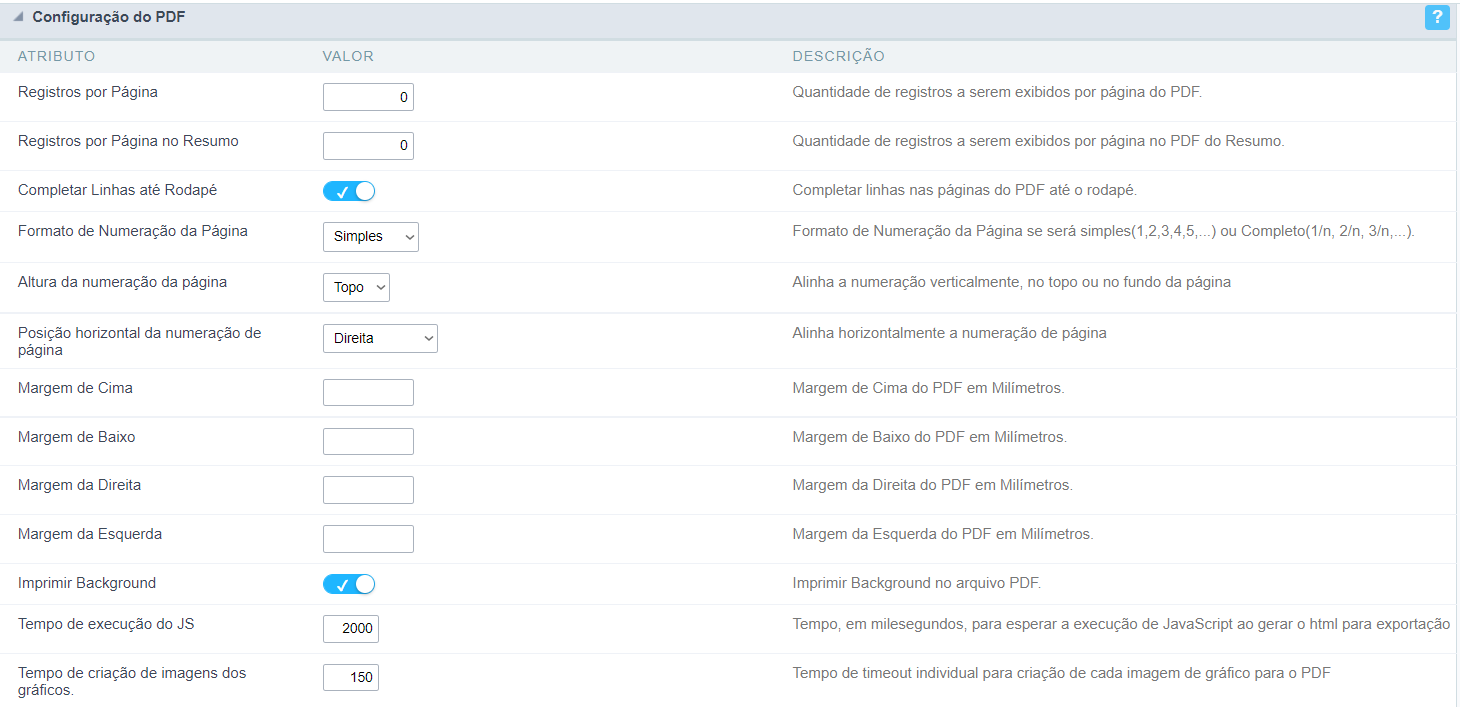 Configuração do PDF
?
ATRIBUTO VALOR DESCRIÇÃO
Registros por Página 0 Quantidade de registros a serem exibidos por página do PDF.
Registros por Página no Resumo 0 Quantidade de registros a serem exibidos por página no PDF do Resumo.
Completar Linhas até Rodapé Completar linhas nas páginas do PDF até o rodapé.
Formato de Numeração da Página Simples Formato de Numeração da Página se será simples(1,2,3,4,5,...) ou Completo(1/n, 2/n, 3/n,...).
Altura da numeração da página Topo Alinha a numeração verticalmente, no topo ou no fundo da página
Posição horizontal da numeração de Direita Alinha horizontalmente a numeração de página
página
Margem de Cima Margem de Cima do PDF em Milímetros.
Margem de Baixo Margem de Baixo do PDF em Milímetros.
Margem da Direita Margem da Direita do PDF em Milímetros.
Margem da Esquerda Margem da Esquerda do PDF em Milímetros.
Imprimir Background Imprimir Background no arquivo PDF.
Tempo de execução do JS 2000 Tempo, em milesegundos, para esperar a execução de JavaScript ao gerar o html para exportação
Tempo de criação de imagens dos 150 Tempo de timeout individual para criação de cada imagem de gráfico para o PDF
gráficos.